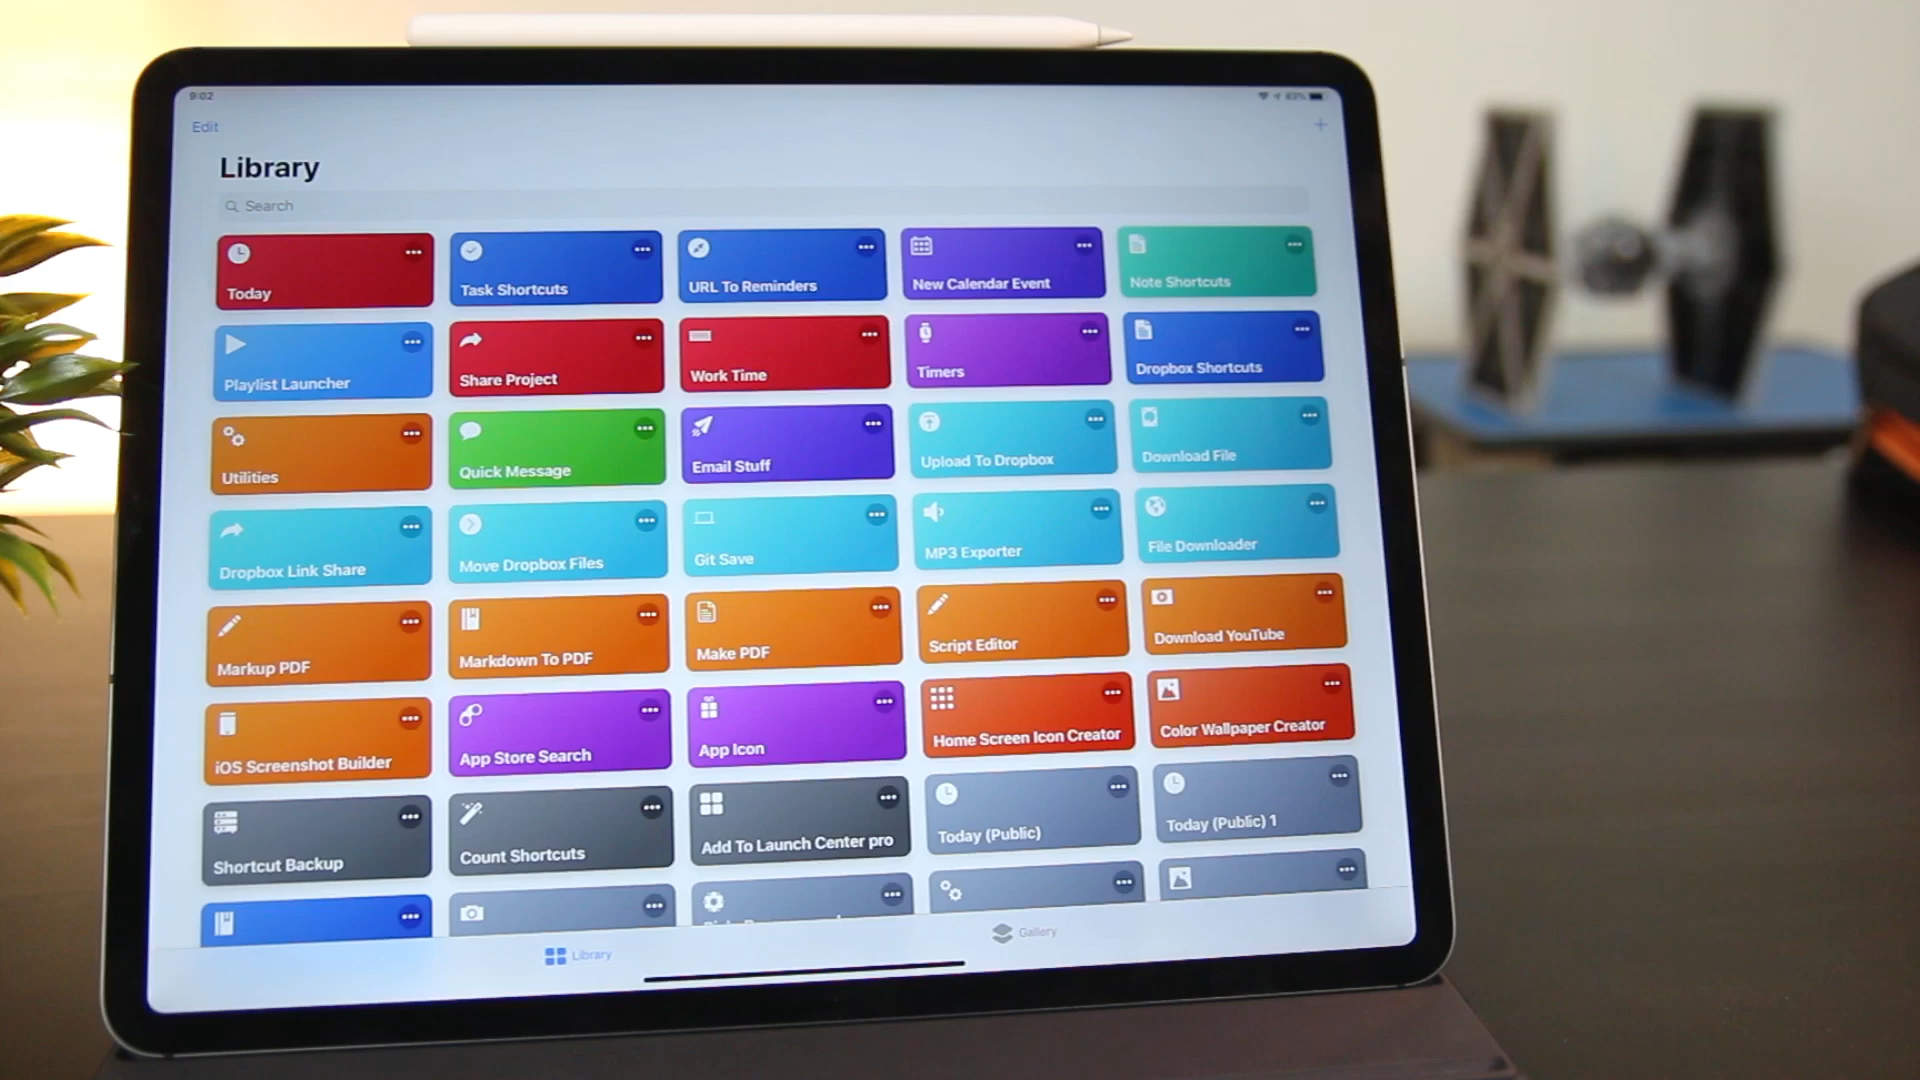 9:02
83%
Edit
+
Library
Search
Today
Task Shortcuts
URL To Reminders
New Calendar Event
Note Shortcuts
Playlist Launcher
Share Project
Work Time
Timers
Dropbox Shortcuts
Utilities
Quick Message
Email Stuff
Upload To Dropbox
Download File
Dropbox Link Share
Move Dropbox Files
Git Save
MP3 Exporter
File Downloader
Markup PDF
Markdown To PDF
Make PDF
Script Editor
Download YouTube
iOS Screenshot Builder
App Store Search
App Icon
Home Screen Icon Creator
Color Wallpaper Creator
Shortcut Backup
Count Shortcuts
Add To Launch Center pro
Today (Public)
Today (Public) 1
Library
Gallery